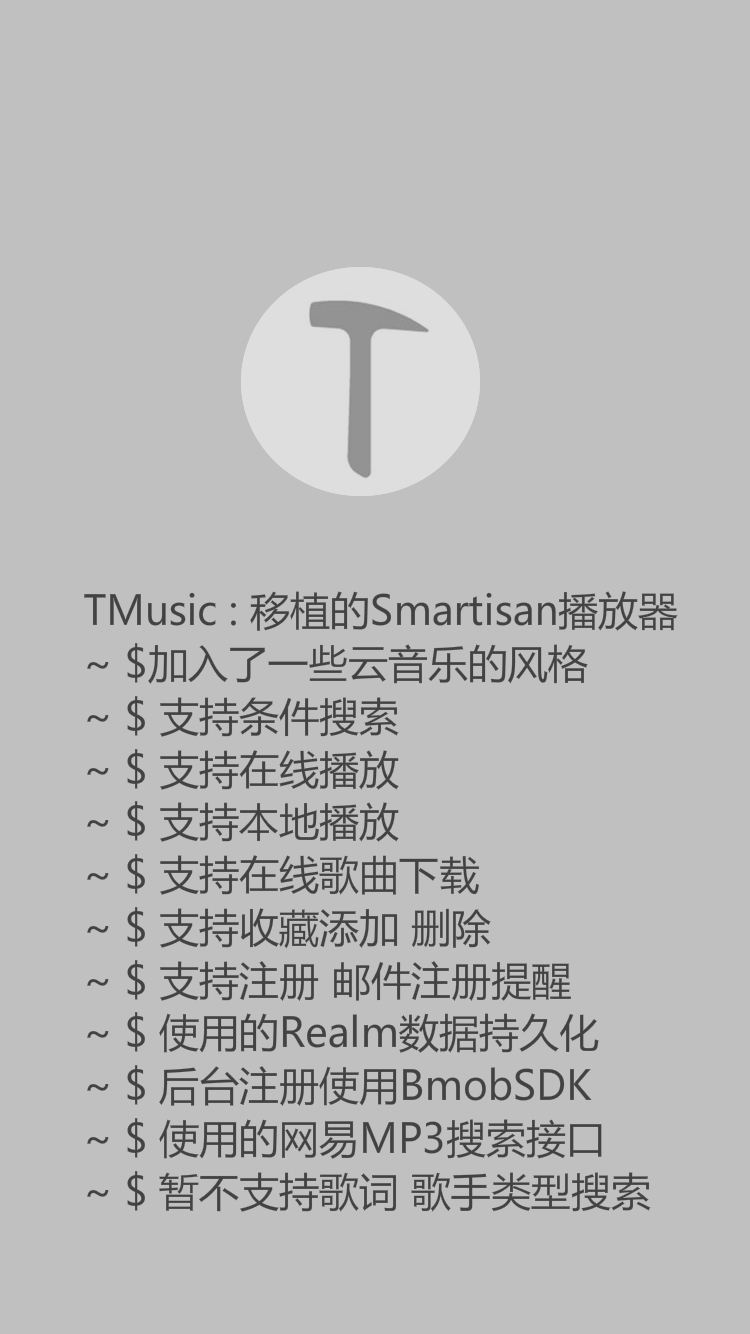 TMusic : 移植的Smartisan播放器
~ $加入了一些云音乐的风格
~ $ 支持条件搜索
~ $ 支持在线播放
~ $ 支持本地播放
~ $ 支持在线歌曲下载
~ $ 支持收藏添加 删除
~ $ 支持注册 邮件注册提醒
~ $ 使用的Realm数据持久化
~ $ 后台注册使用BmobSDK
~ $ 使用的网易MP3搜索接口
~ $ 暂不支持歌词 歌手类型搜索